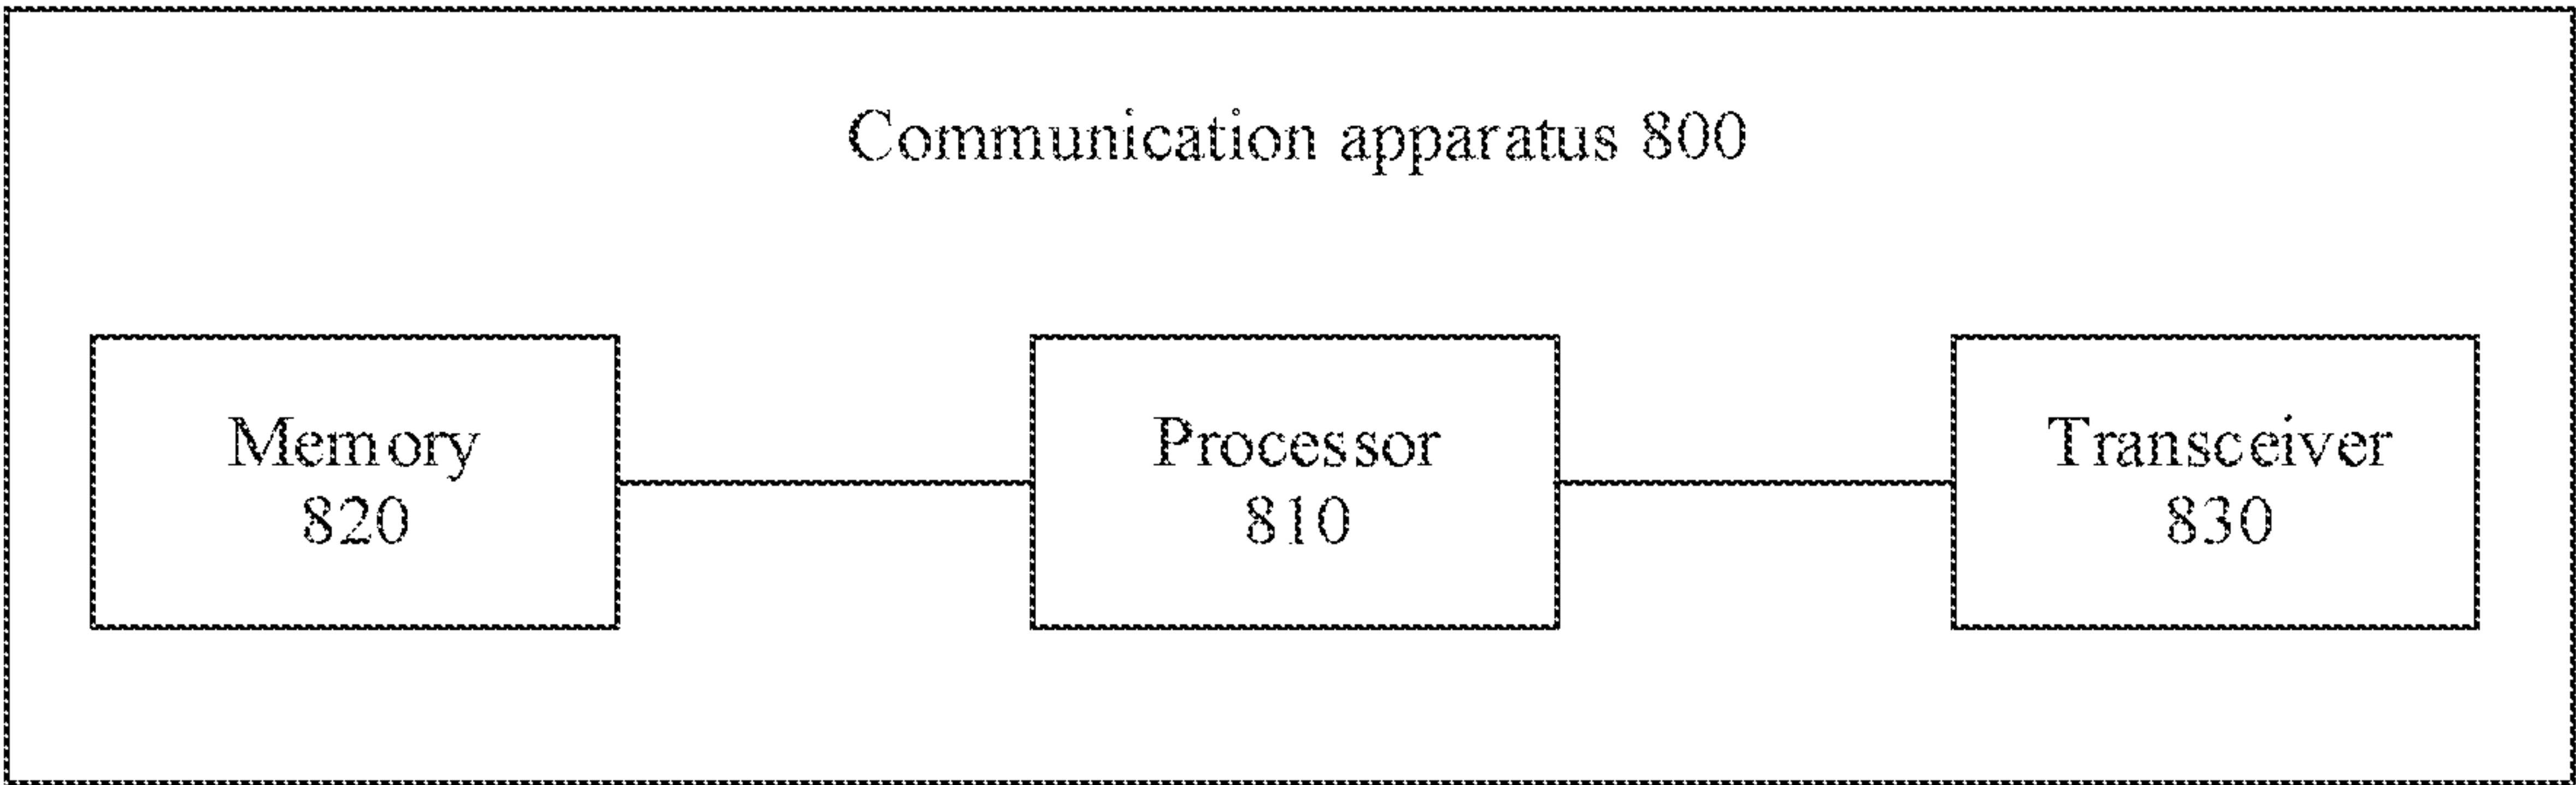 Communication apparatus 800
Memory
820
Processor
810
Transceiver
830